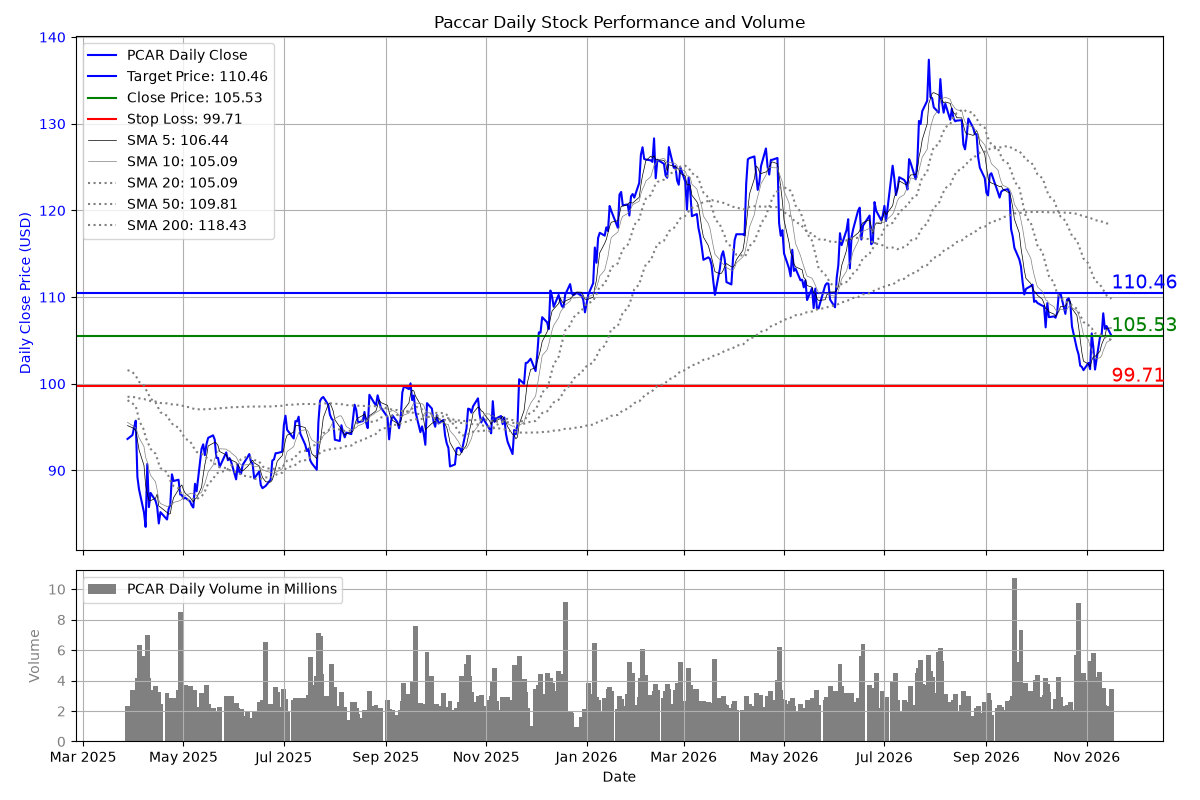 Paccar Daily Stock Performance and Volume
140
130
120
110
100
90
Daily Close Price (USD)
PCAR Daily Close
Target Price: 110.46
Close Price: 105.53
Stop Loss: 99.71
SMA 5: 106.44
SMA 10: 105.09
SMA 20: 105.09
SMA 50: 109.81
SMA 200: 118.43
110.46
105.53
99.71
10
8
6
4
2
0
Volume
PCAR Daily Volume in Millions
Mar 2025 May 2025 Jul 2025 Sep 2025 Nov 2025 Jan 2026 Mar 2026 May 2026 Jul 2026 Sep 2026 Nov 2026
Date